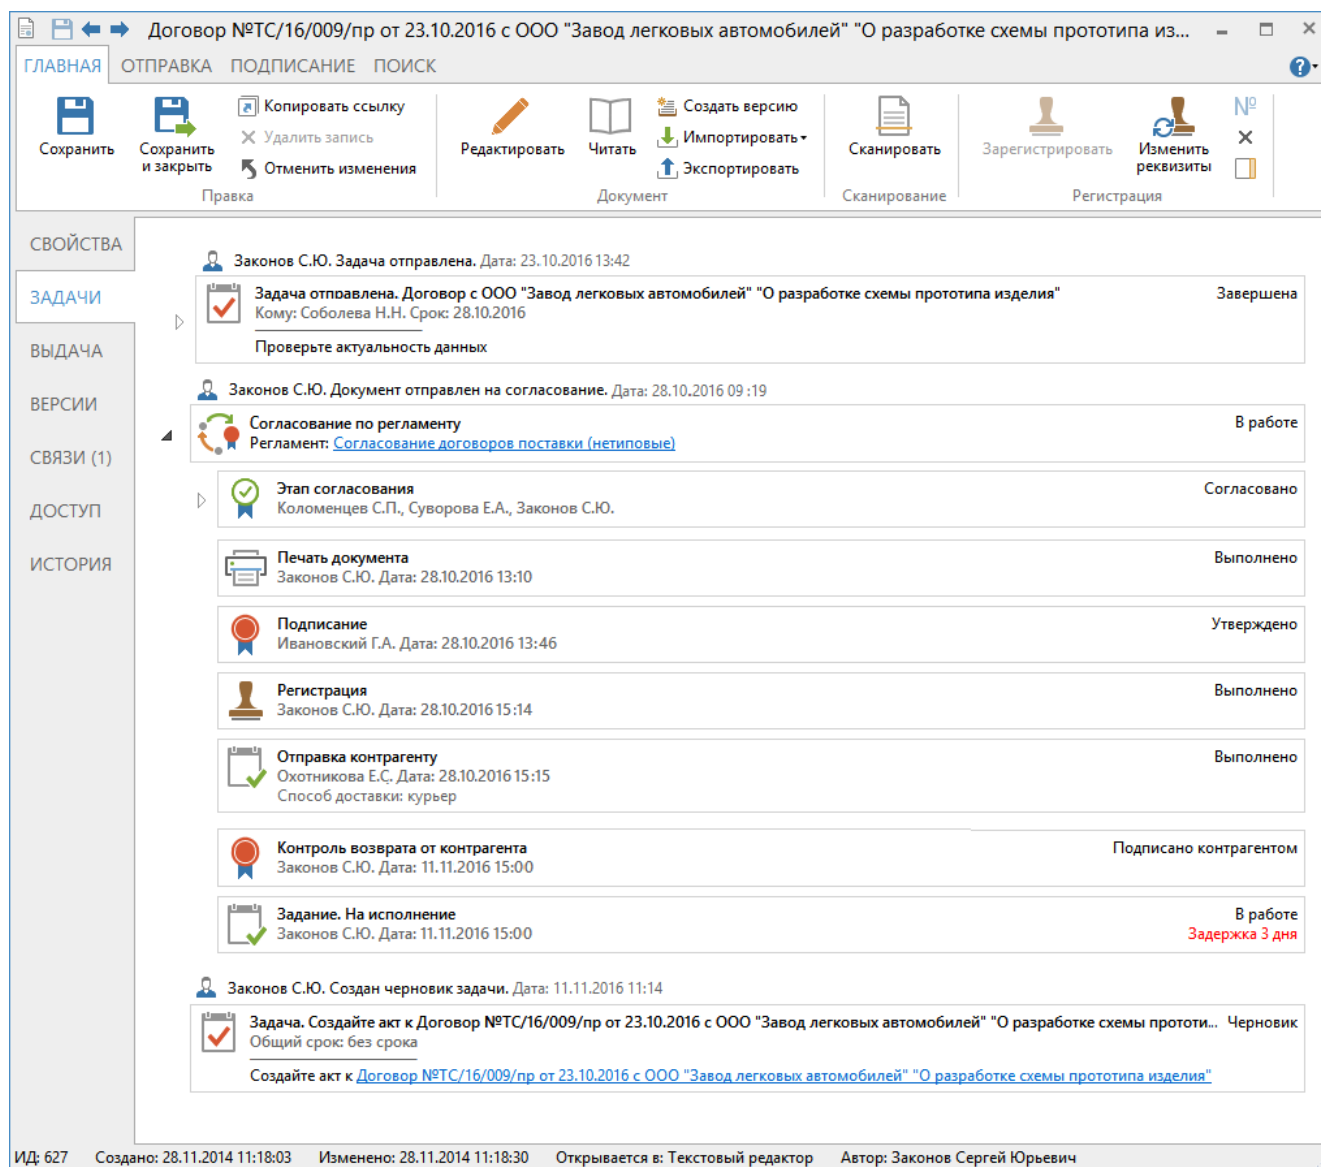 Договор №ТС/16/009/пр от 23.10.2016 с ООО "Завод легковых автомобилей" "О разработке схемы прототипа из...
ГЛАВНАЯ ОТПРАВКА ПОДПИСАНИЕ ПОИСК
Сохранить
Сохранить и закрыть
Копировать ссылку
Удалить запись
Отменить изменения
Правка
Редактировать
Читать
Создать версию
Импортировать
Экспортировать
Документ
Сканировать
Сканирование
Зарегистрировать
Изменить реквизиты
№
Регистрация
СВОЙСТВА
ЗАДАЧИ
ВЫДАЧА
ВЕРСИИ
СВЯЗИ (1)
ДОСТУП
ИСТОРИЯ
Законов С.Ю. Задача отправлена. Дата: 23.10.2016 13:42
Задача отправлена. Договор с ООО "Завод легковых автомобилей" "О разработке схемы прототипа изделия" Завершена
Кому: Соболева Н.Н. Срок: 28.10.2016
Проверьте актуальность данных
Законов С.Ю. Документ отправлен на согласование. Дата: 28.10.2016 09:19
Согласование по регламенту В работе
Регламент: Согласование договоров поставки (нетиповые)
Этап согласования Согласовано
Коломенцев С.П., Суворова Е.А., Законов С.Ю.
Печать документа Выполнено
Законов С.Ю. Дата: 28.10.2016 13:10
Подписание Утверждено
Ивановский Г.А. Дата: 28.10.2016 13:46
Регистрация Выполнено
Законов С.Ю. Дата: 28.10.2016 15:14
Отправка контрагенту Выполнено
Охотникова Е.С. Дата: 28.10.2016 15:15
Способ доставки: курьер
Контроль возврата от контрагента Подписано контрагентом
Законов С.Ю. Дата: 11.11.2016 15:00
Задание. На исполнение В работе
Законов С.Ю. Дата: 11.11.2016 15:00 Задержка 3 дня
Законов С.Ю. Создан черновик задачи. Дата: 11.11.2016 11:14
Задача. Создайте акт к Договор №ТС/16/009/пр от 23.10.2016 с ООО "Завод легковых автомобилей" "О разработке схемы прототи... Черновик
Общий срок: без срока
Создайте акт к Договор №ТС/16/009/пр от 23.10.2016 с ООО "Завод легковых автомобилей" "О разработке схемы прототипа изделия"
ИД: 627 Создано: 28.11.2014 11:18:03 Изменено: 28.11.2014 11:18:30 Открывается в: Текстовый редактор Автор: Законов Сергей Юрьевич